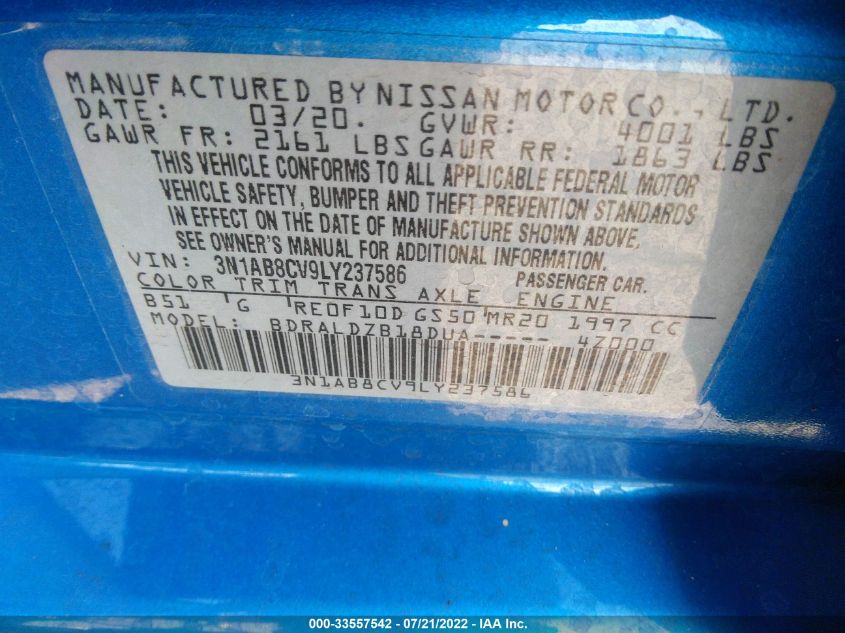 MANUFACTURED BY NISSAN MOTOR CO., LTD.
DATE: 03/20. GVWR: 4001 LBS
GAWR FR: 2161 LBS GAWR RR: 1863 LBS
THIS VEHICLE CONFORMS TO ALL APPLICABLE FEDERAL MOTOR
VEHICLE SAFETY, BUMPER AND THEFT PREVENTION STANDARDS
IN EFFECT ON THE DATE OF MANUFACTURE SHOWN ABOVE.
SEE OWNER'S MANUAL FOR ADDITIONAL INFORMATION.
VIN: 3N1AB8CV9LY237586 PASSENGER CAR.
COLOR TRIM TRANS AXLE ENGINE
B51 G RE0F10D GS50 MR20 1997 CC
MODEL: BDRALDZB18DUA----- 4Z000
3N1AB8CV9LY237586
000-33557542 - 07/21/2022 - IAA Inc.